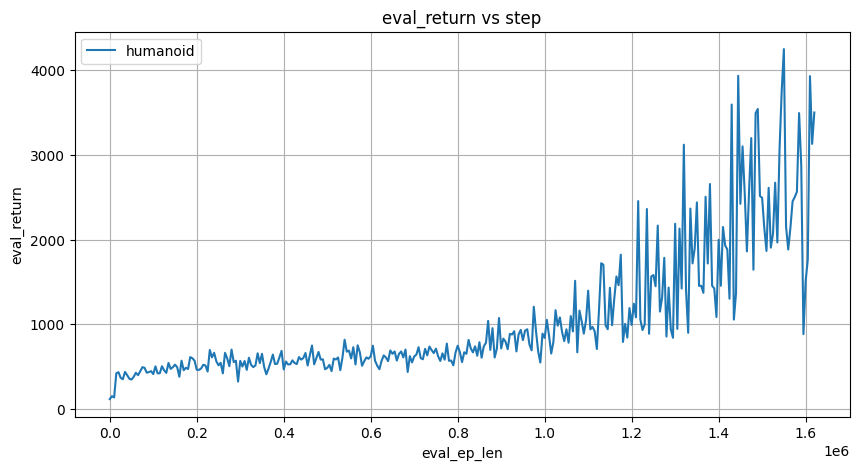 eval_return vs step
humanoid
eval_return
4000
3000
2000
1000
0
0.0 0.2 0.4 0.6 0.8 1.0 1.2 1.4 1.6
1e6
eval_ep_len